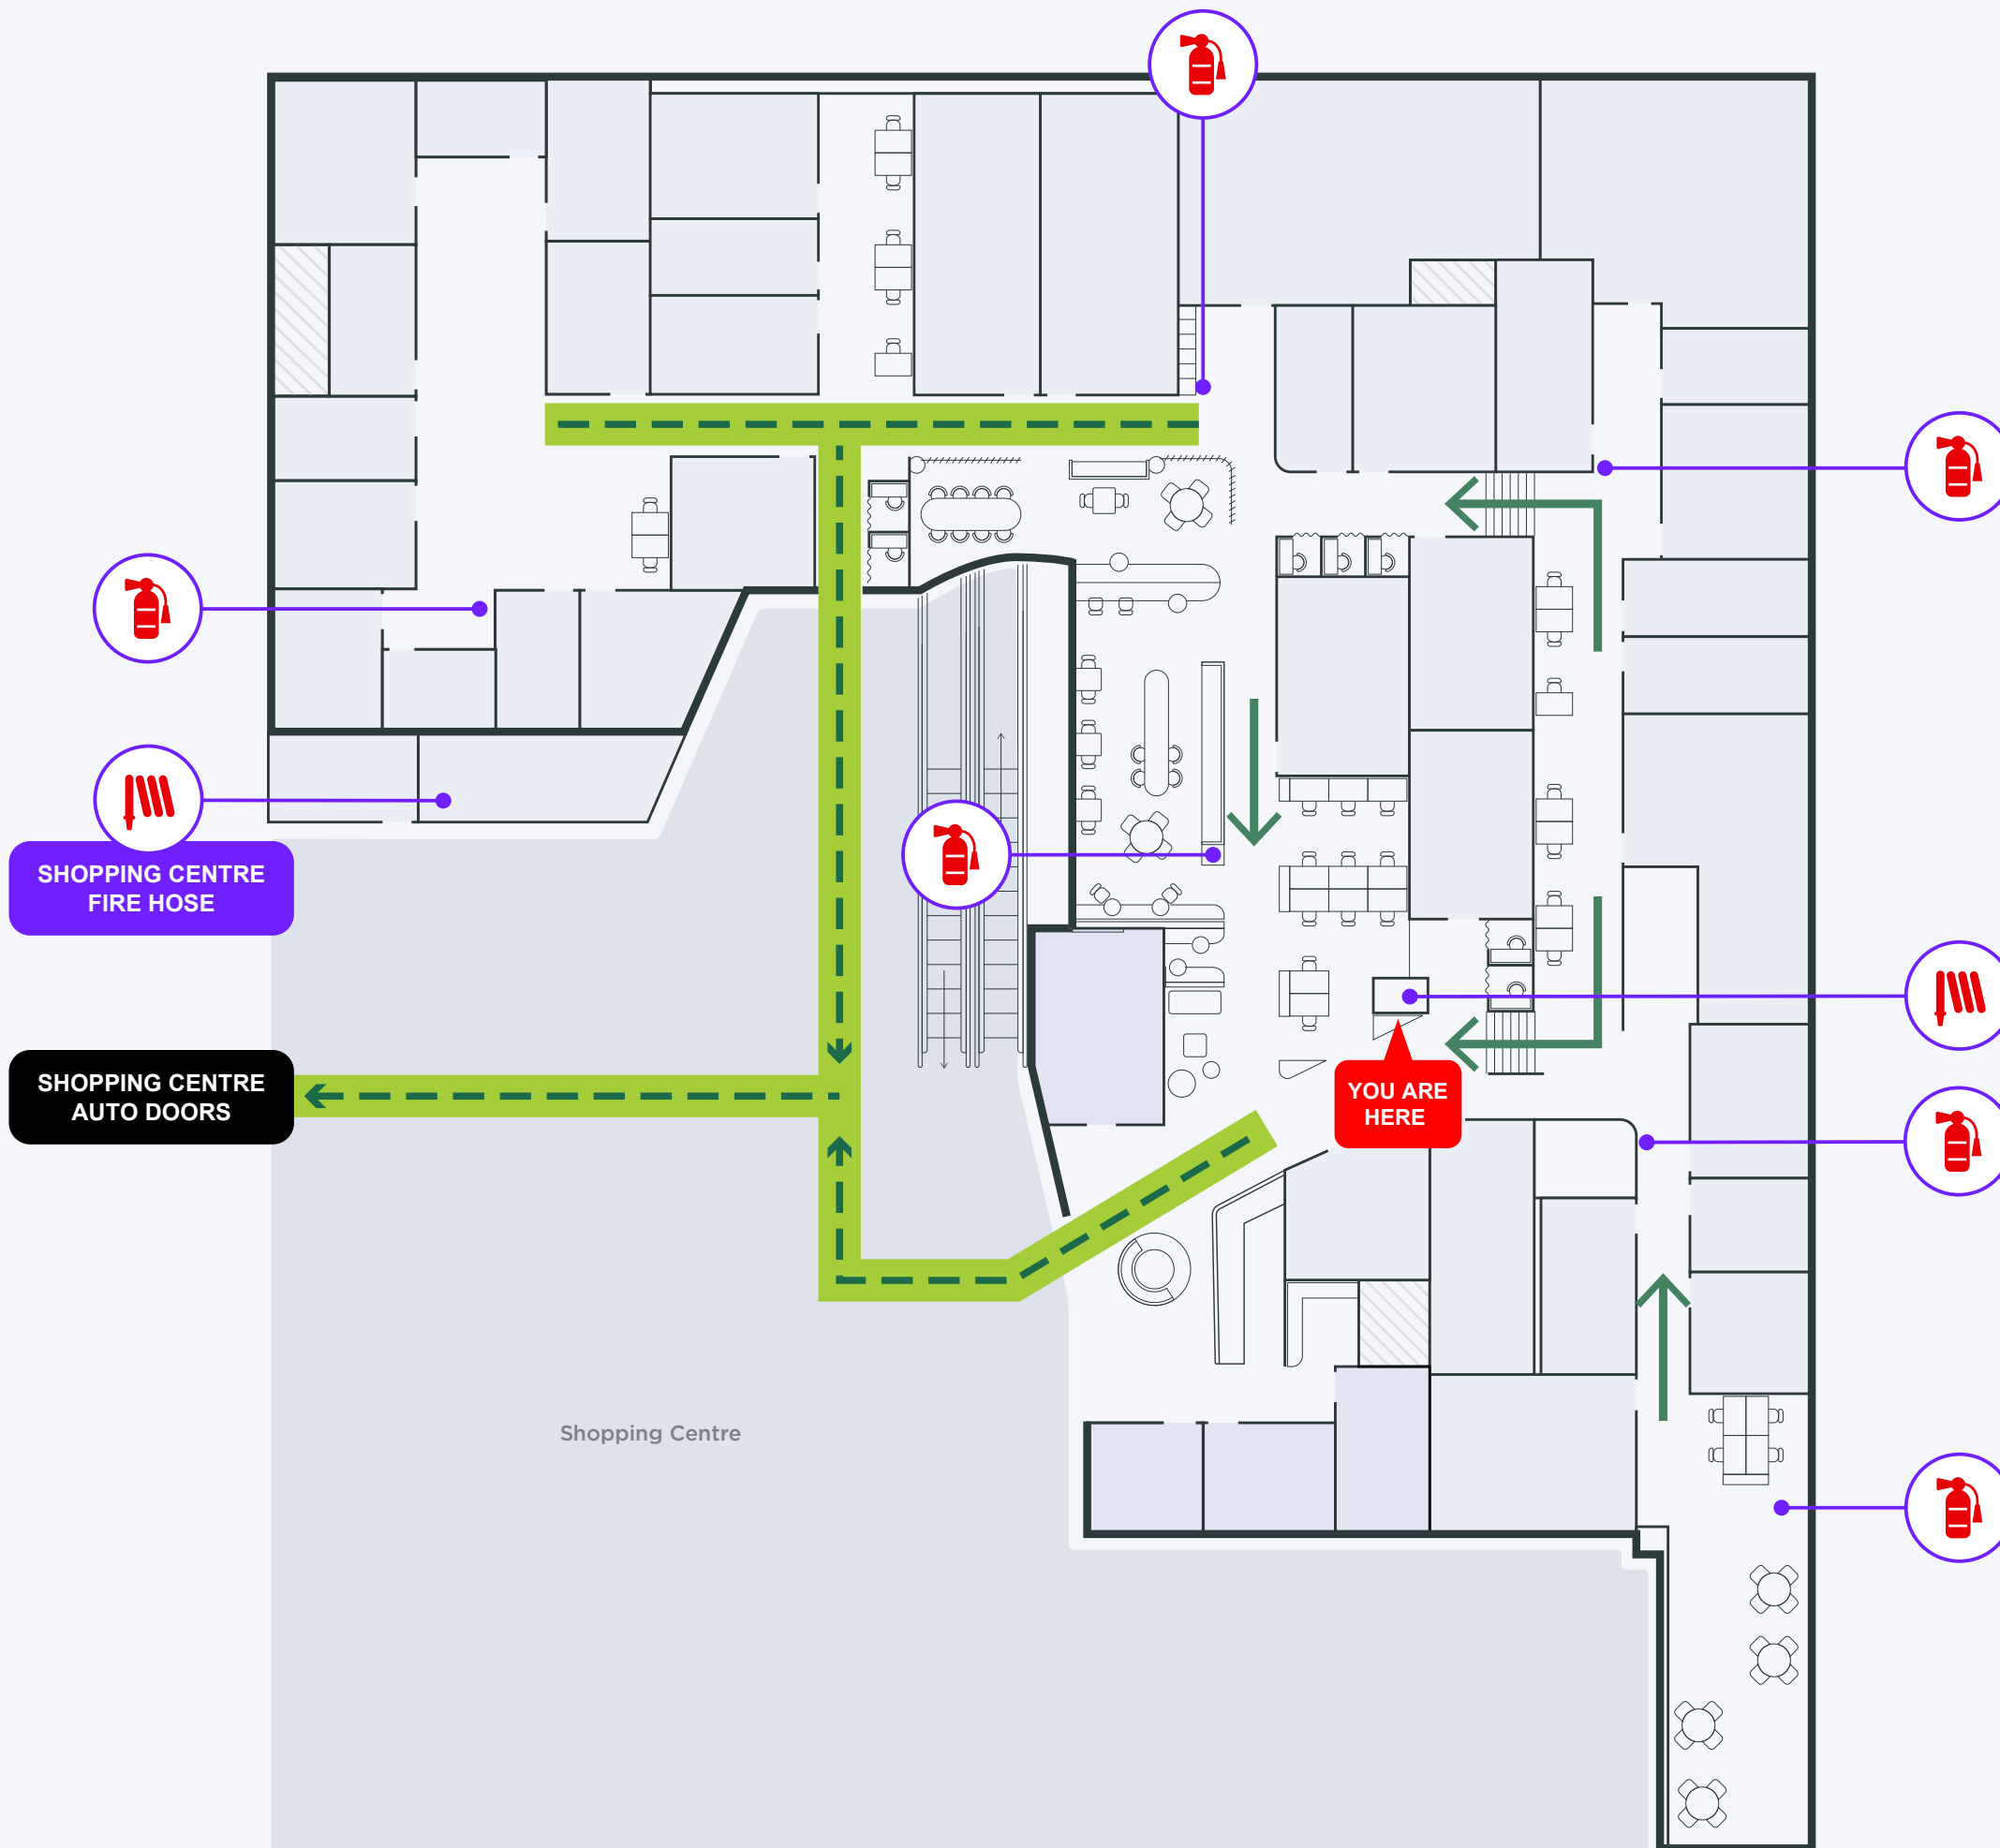 SHOPPING CENTRE
FIRE HOSE
SHOPPING CENTRE
AUTO DOORS
YOU ARE
HERE
Shopping Centre